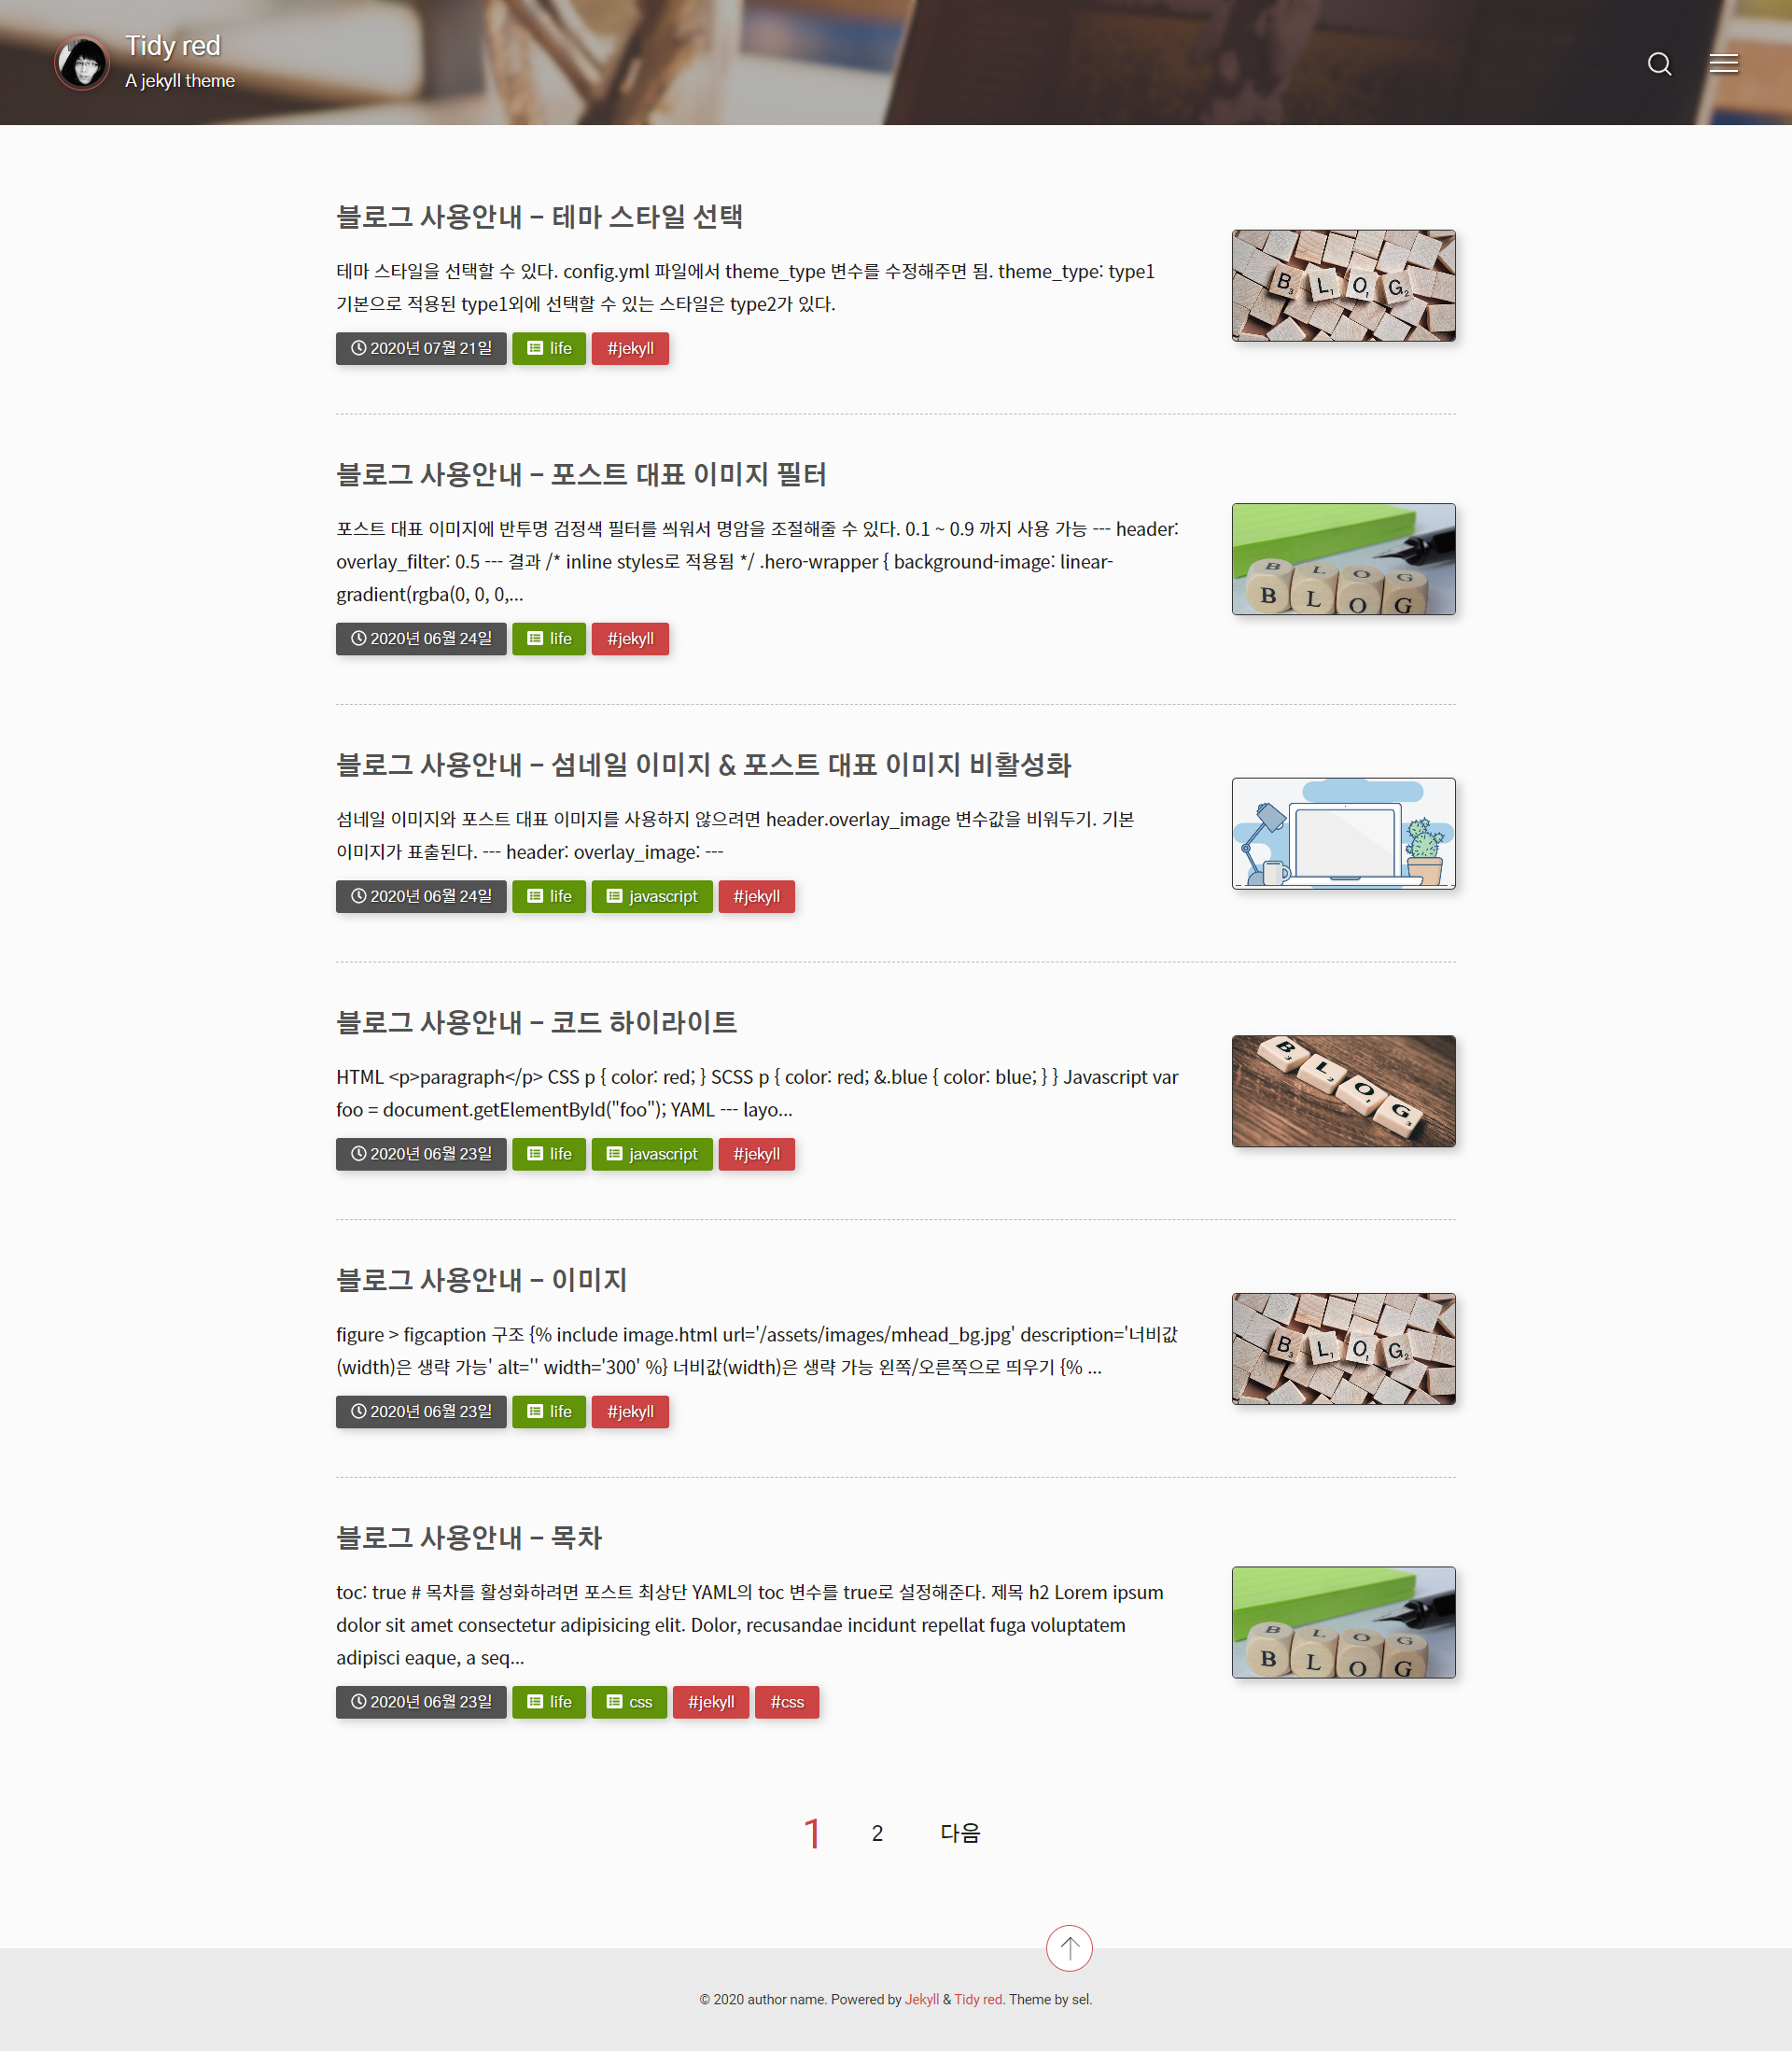 Tidy red
A jekyll theme
블로그 사용안내 – 테마 스타일 선택
테마 스타일을 선택할 수 있다. config.yml 파일에서 theme_type 변수를 수정해주면 됨. theme_type: type1
기본으로 적용된 type1외에 선택할 수 있는 스타일은 type2가 있다.
2020년 07월 21일 life #jekyll
B3 L1 O1 G2
블로그 사용안내 – 포스트 대표 이미지 필터
포스트 대표 이미지에 반투명 검정색 필터를 씌워서 명암을 조절해줄 수 있다. 0.1 ~ 0.9 까지 사용 가능 --- header:
overlay_filter: 0.5 --- 결과 /* inline styles로 적용됨 */ .hero-wrapper { background-image: linear-
gradient(rgba(0, 0, 0,...
2020년 06월 24일 life #jekyll
B L O G
B L O G
블로그 사용안내 – 섬네일 이미지 & 포스트 대표 이미지 비활성화
섬네일 이미지와 포스트 대표 이미지를 사용하지 않으려면 header.overlay_image 변수값을 비워두기. 기본
이미지가 표출된다. --- header: overlay_image: ---
2020년 06월 24일 life javascript #jekyll
블로그 사용안내 – 코드 하이라이트
HTML <p>paragraph</p> CSS p { color: red; } SCSS p { color: red; &.blue { color: blue; } } Javascript var
foo = document.getElementById("foo"); YAML --- layo...
2020년 06월 23일 life javascript #jekyll
B3 L2 O1 G3
블로그 사용안내 – 이미지
figure > figcaption 구조 {% include image.html url='/assets/images/mhead_bg.jpg' description='너비값
(width)은 생략 가능' alt='' width='300' %} 너비값(width)은 생략 가능 왼쪽/오른쪽으로 띄우기 {% ...
2020년 06월 23일 life #jekyll
B3 L1 O1 G2
블로그 사용안내 – 목차
toc: true # 목차를 활성화하려면 포스트 최상단 YAML의 toc 변수를 true로 설정해준다. 제목 h2 Lorem ipsum
dolor sit amet consectetur adipisicing elit. Dolor, recusandae incidunt repellat fuga voluptatem
adipisci eaque, a seq...
2020년 06월 23일 life css #jekyll #css
B L O G
B L O G
1 2 다음
© 2020 author name. Powered by Jekyll & Tidy red. Theme by sel.